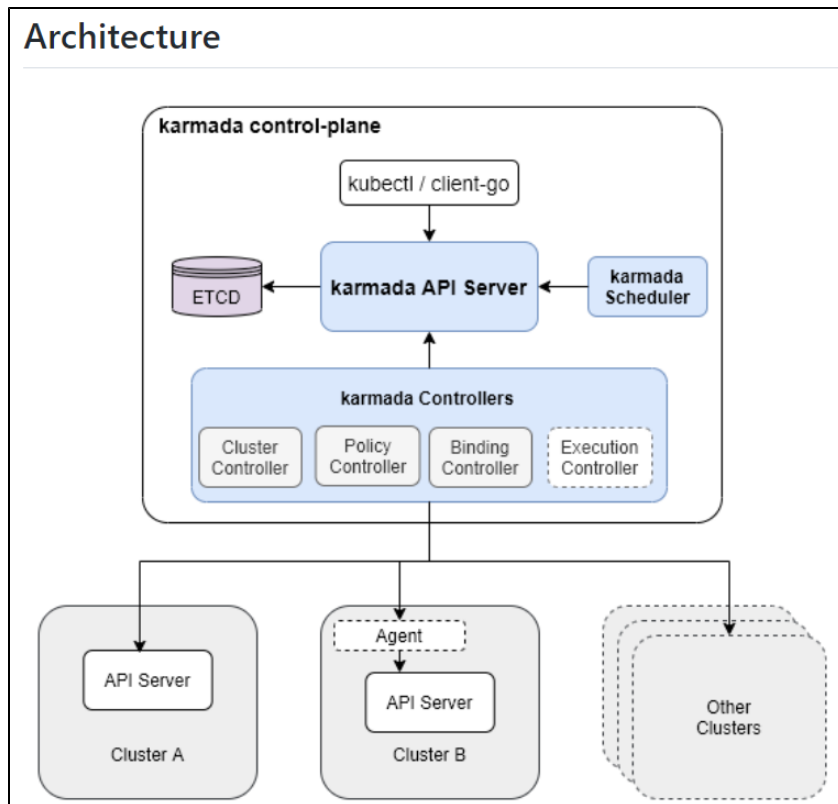 Architecture
karmada control-plane
kubectl / client-go
ETCD
karmada API Server
karmada
Scheduler
karmada Controllers
Cluster
Controller
Policy
Controller
Binding
Controller
Execution
Controller
API Server
Cluster A
Agent
API Server
Cluster B
Other
Clusters